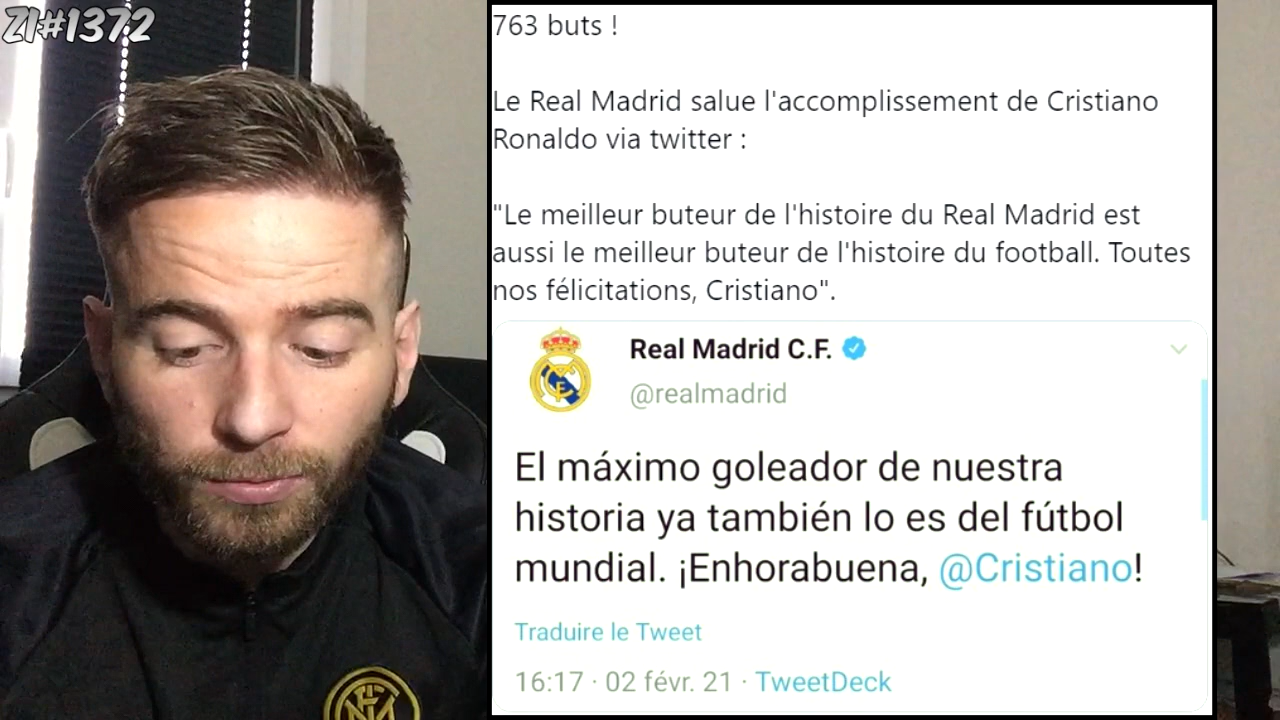 ZI#1372
763 buts !
Le Real Madrid salue l'accomplissement de Cristiano
Ronaldo via twitter :
"Le meilleur buteur de l'histoire du Real Madrid est
aussi le meilleur buteur de l'histoire du football. Toutes
nos félicitations, Cristiano".
Real Madrid C.F.
@realmadrid
El máximo goleador de nuestra
historia ya también lo es del fútbol
mundial. ¡Enhorabuena, @Cristiano!
Traduire le Tweet
16:17 · 02 févr. 21 · TweetDeck